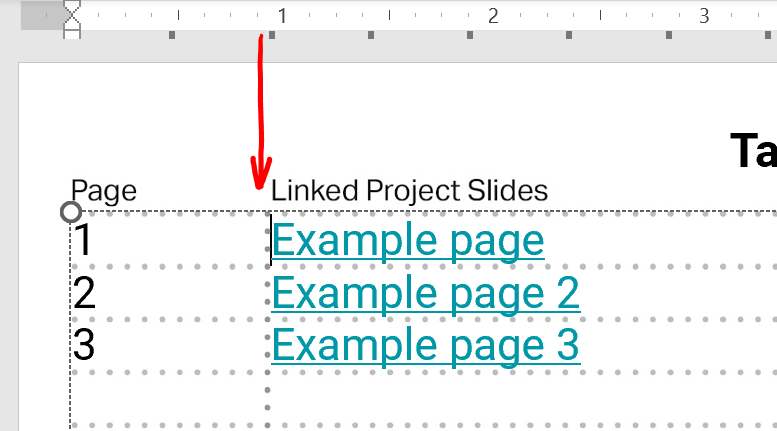 1 2 3
Ta
Page Linked Project Slides
1 Example page
2 Example page 2
3 Example page 3